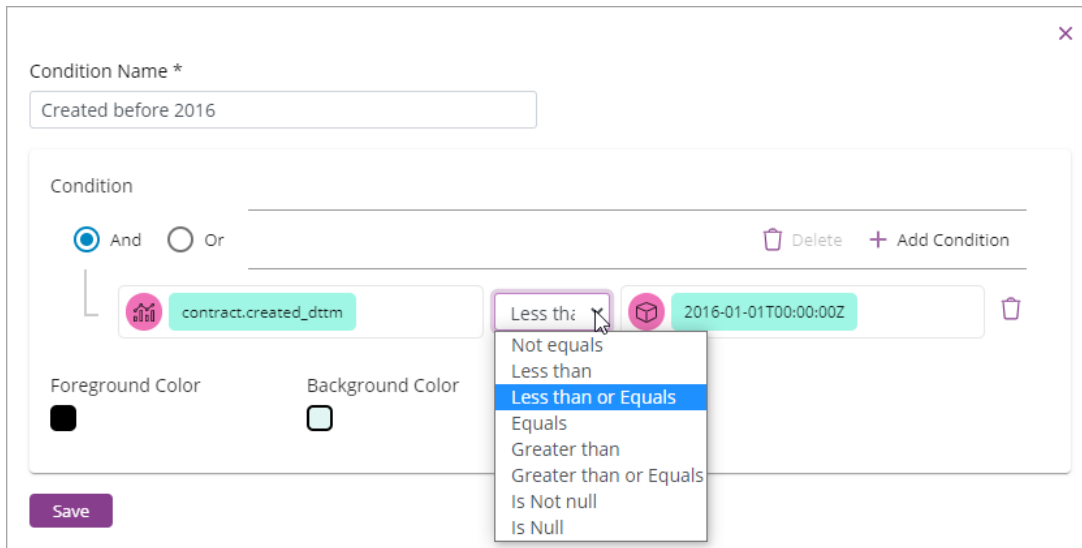 Condition Name *
Created before 2016
Condition
And Or Delete Add Condition
contract.created_dttm Less tha 2016-01-01T00:00:00Z
Not equals
Less than
Less than or Equals
Equals
Greater than
Greater than or Equals
Is Not null
Is Null
Foreground Color Background Color
Save